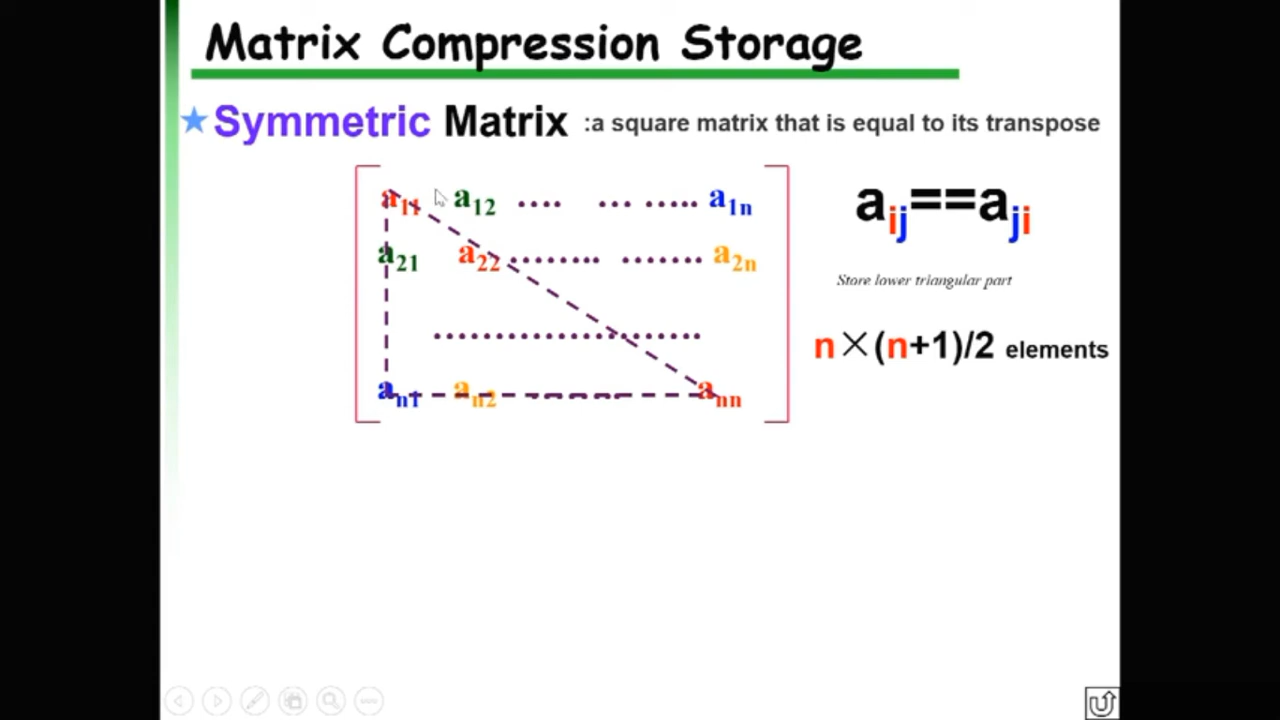 Matrix Compression Storage
★Symmetric Matrix :a square matrix that is equal to its transpose
a11 a12 .... ... ..... a1n
aij==aji
a21 a22 ........ ....... a2n
Store lower triangular part
......................
n×(n+1)/2 elements
an1 an2 ann